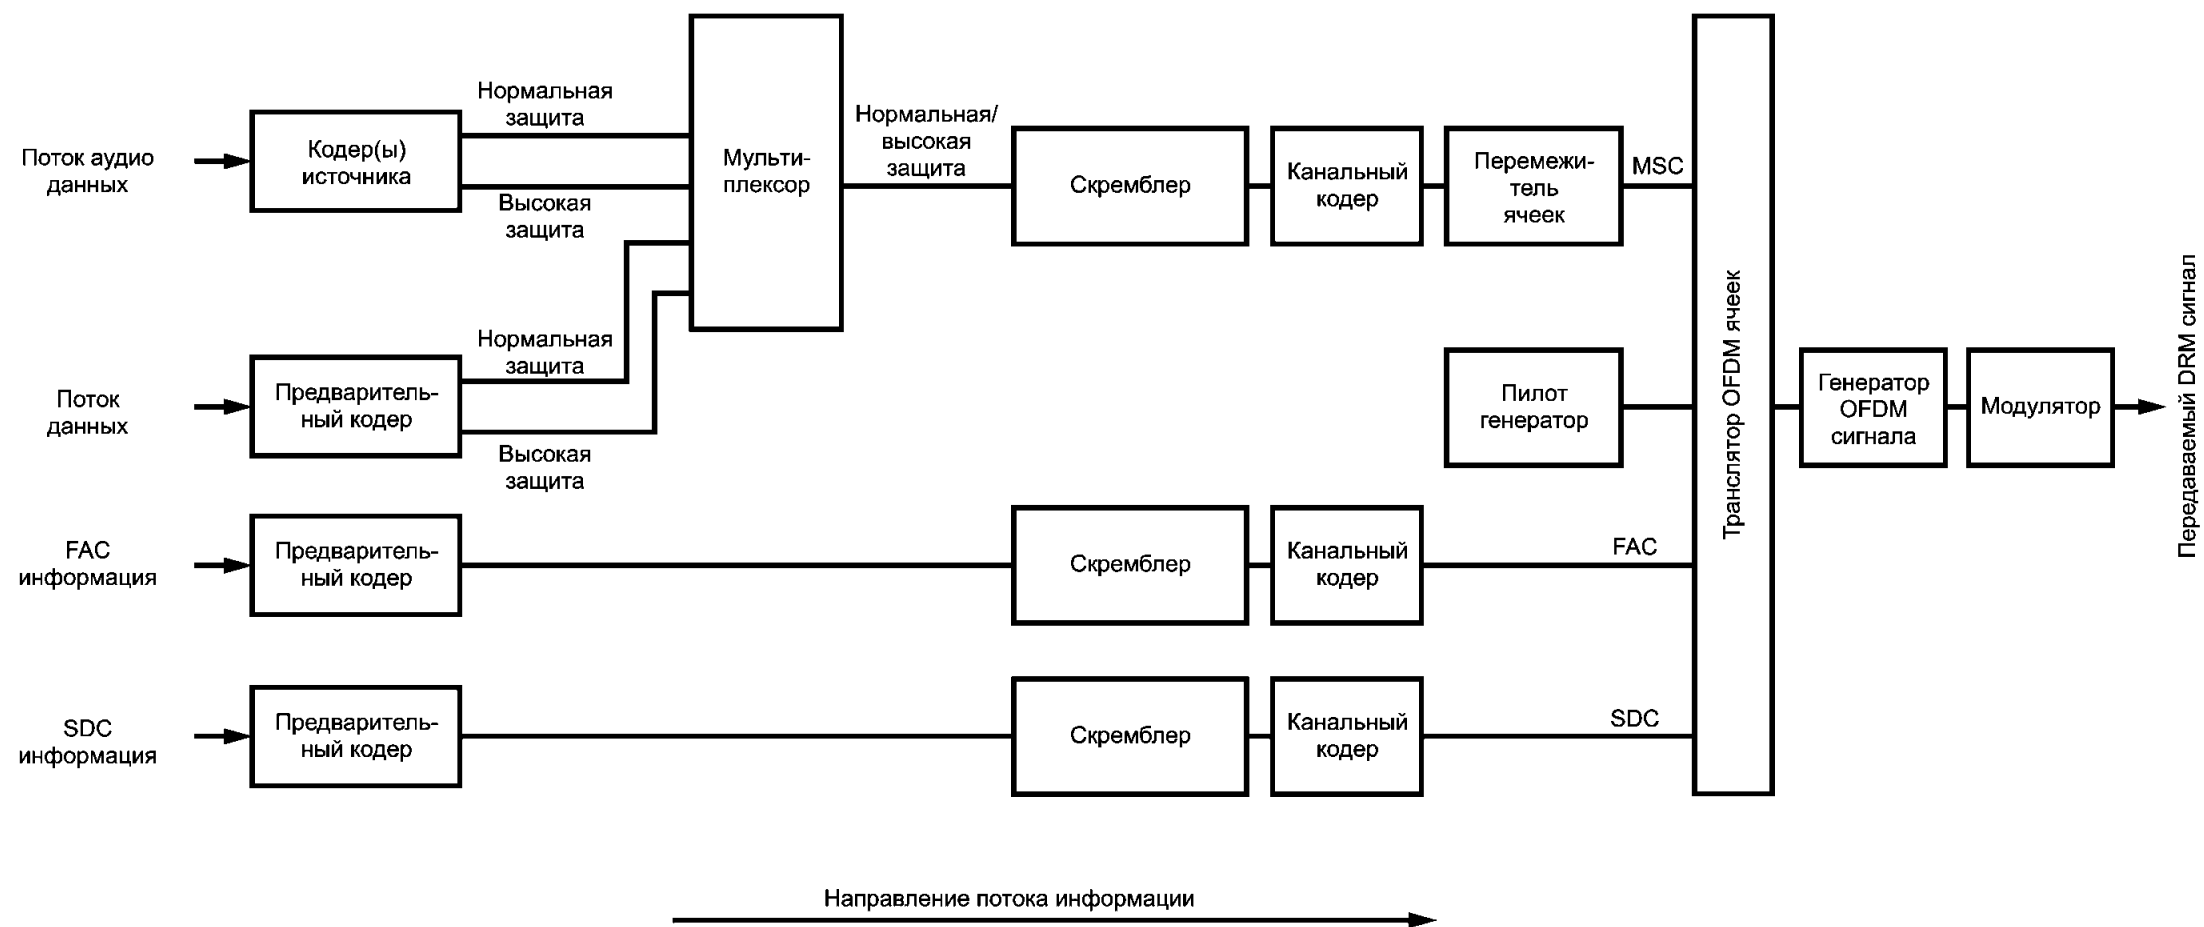 Поток аудио
данных
Кодер(ы)
источника
Нормальная
защита
Высокая
защита
Мульти-
плексор
Нормальная/
высокая
защита
Скремблер
Канальный
кодер
Перемежи-
тель
ячеек
MSC
Поток
данных
Предваритель-
ный кодер
Нормальная
защита
Высокая
защита
Пилот
генератор
Транслятор OFDM ячеек
Генератор
OFDM
сигнала
Модулятор
Передаваемый DRM сигнал
FAC
информация
Предваритель-
ный кодер
Скремблер
Канальный
кодер
FAC
SDC
информация
Предваритель-
ный кодер
Скремблер
Канальный
кодер
SDC
Направление потока информации